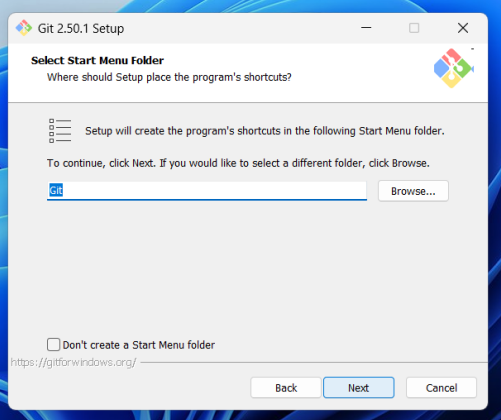 Git 2.50.1 Setup
Select Start Menu Folder
Where should Setup place the program's shortcuts?
Setup will create the program's shortcuts in the following Start Menu folder.
To continue, click Next. If you would like to select a different folder, click Browse.
Git
Browse...
Don't create a Start Menu folder
https://gitforwindows.org/
Back
Next
Cancel